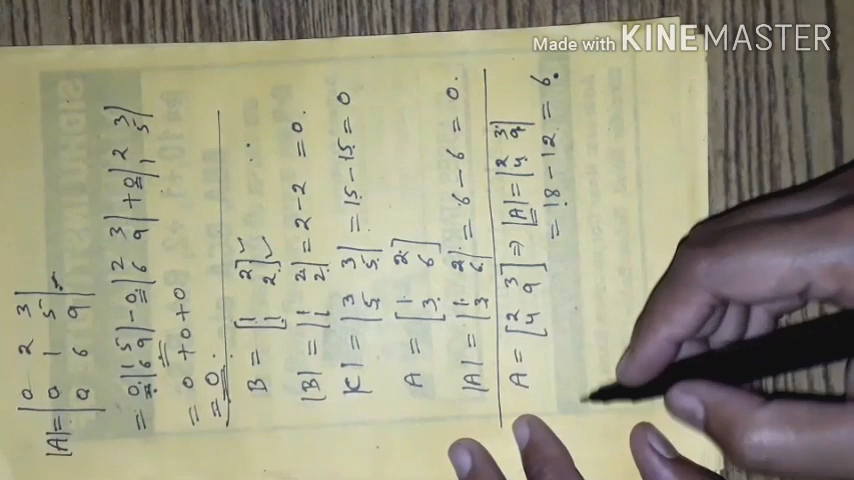 Made with KINEMASTER
|A| = |0 2 3|
|0 1 5|
|0 6 9|
= 0|1 5| - 0|2 3| + 0|2 3|
|6 9| |6 9| |1 5|
= 0 + 0 + 0
= 0.
B = [1 2]
[1 2]
|B| = |1 2| = 2 - 2 = 0.
|1 2|
|K| = |3 3| = 15 - 15 = 0
|5 5|
A = [1 2]
[3 6]
|A| = |1 2| = 6 - 6 = 0.
|3 6|
A = [2 3] ⇒ |A| = |2 3|
[4 9] |4 9|
= 18 - 12 = 6.